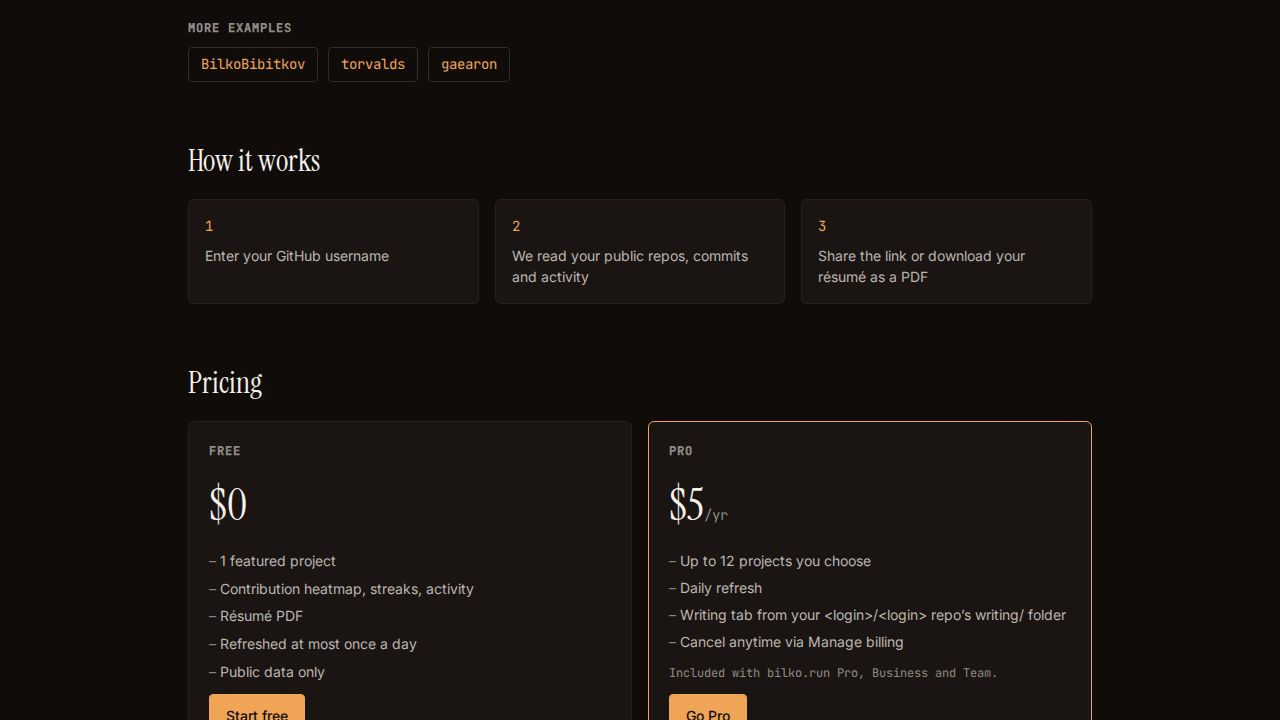 MORE EXAMPLES
BilkoBibitkov
torvalds
gaearon
How it works
1
Enter your GitHub username
2
We read your public repos, commits
and activity
3
Share the link or download your
résumé as a PDF
Pricing
FREE
$0
– 1 featured project
– Contribution heatmap, streaks, activity
– Résumé PDF
– Refreshed at most once a day
– Public data only
Start free
PRO
$5/yr
– Up to 12 projects you choose
– Daily refresh
– Writing tab from your <login>/<login> repo’s writing/ folder
– Cancel anytime via Manage billing
Included with bilko.run Pro, Business and Team.
Go Pro